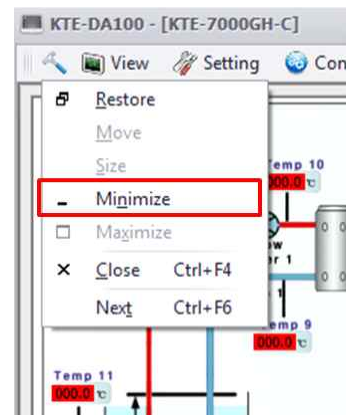 KTE-DA100 - [KTE-7000GH-C]
View Setting Con
Restore
Move
Size
Temp 10
000.0 ℃
Minimize
Maximize
Close Ctrl+F4
Next Ctrl+F6
Temp 9
000.0 ℃
Temp 11
000.0 ℃